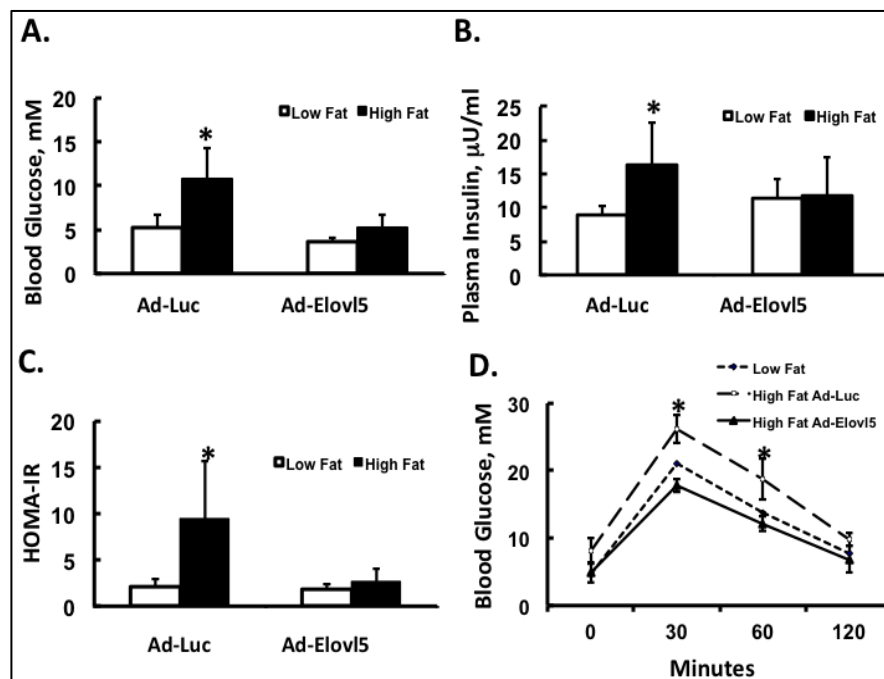 A.
Blood Glucose, mM
20
15
10
5
0
Low Fat
High Fat
*
Ad-Luc
Ad-Elovl5
B.
Plasma Insulin, µU/ml
25
20
15
10
5
0
Low Fat
High Fat
*
Ad-Luc
Ad-Elovl5
C.
HOMA-IR
20
15
10
5
0
Low Fat
High Fat
*
Ad-Luc
Ad-Elovl5
D.
Blood Glucose, mM
30
20
10
0
Low Fat
High Fat Ad-Luc
High Fat Ad-Elovl5
*
*
0 30 60 120
Minutes